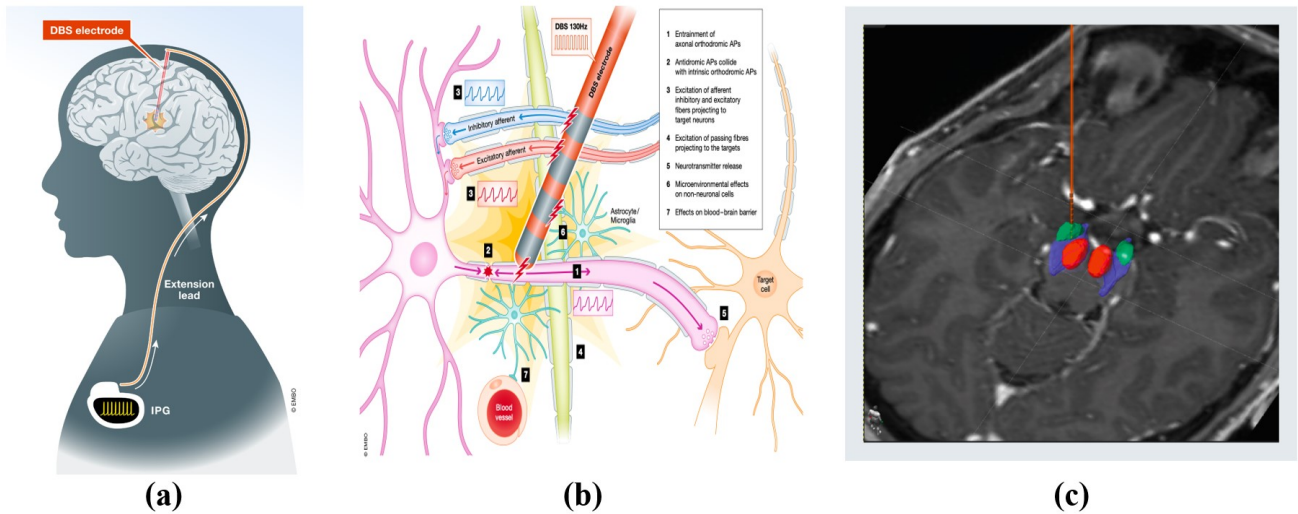 DBS electrode
Extension
lead
IPG
© EMBO
(a)
DBS 130Hz
DBS electrode
3
Inhibitory afferent
Excitatory afferent
3
Astrocyte/
Microglia
6
2
1
Target
cell
5
4
7
Blood
vessel
© EMBO
1 Entrainment of
axonal orthodromic APs
2 Antidromic APs collide
with intrinsic orthodromic APs
3 Excitation of afferent
inhibitory and excitatory
fibers projecting to
target neurons
4 Excitation of passing fibres
projecting to the targets
5 Neurotransmitter release
6 Microenvironmental effects
on non-neuronal cells
7 Effects on blood–brain barrier
(b)
(c)